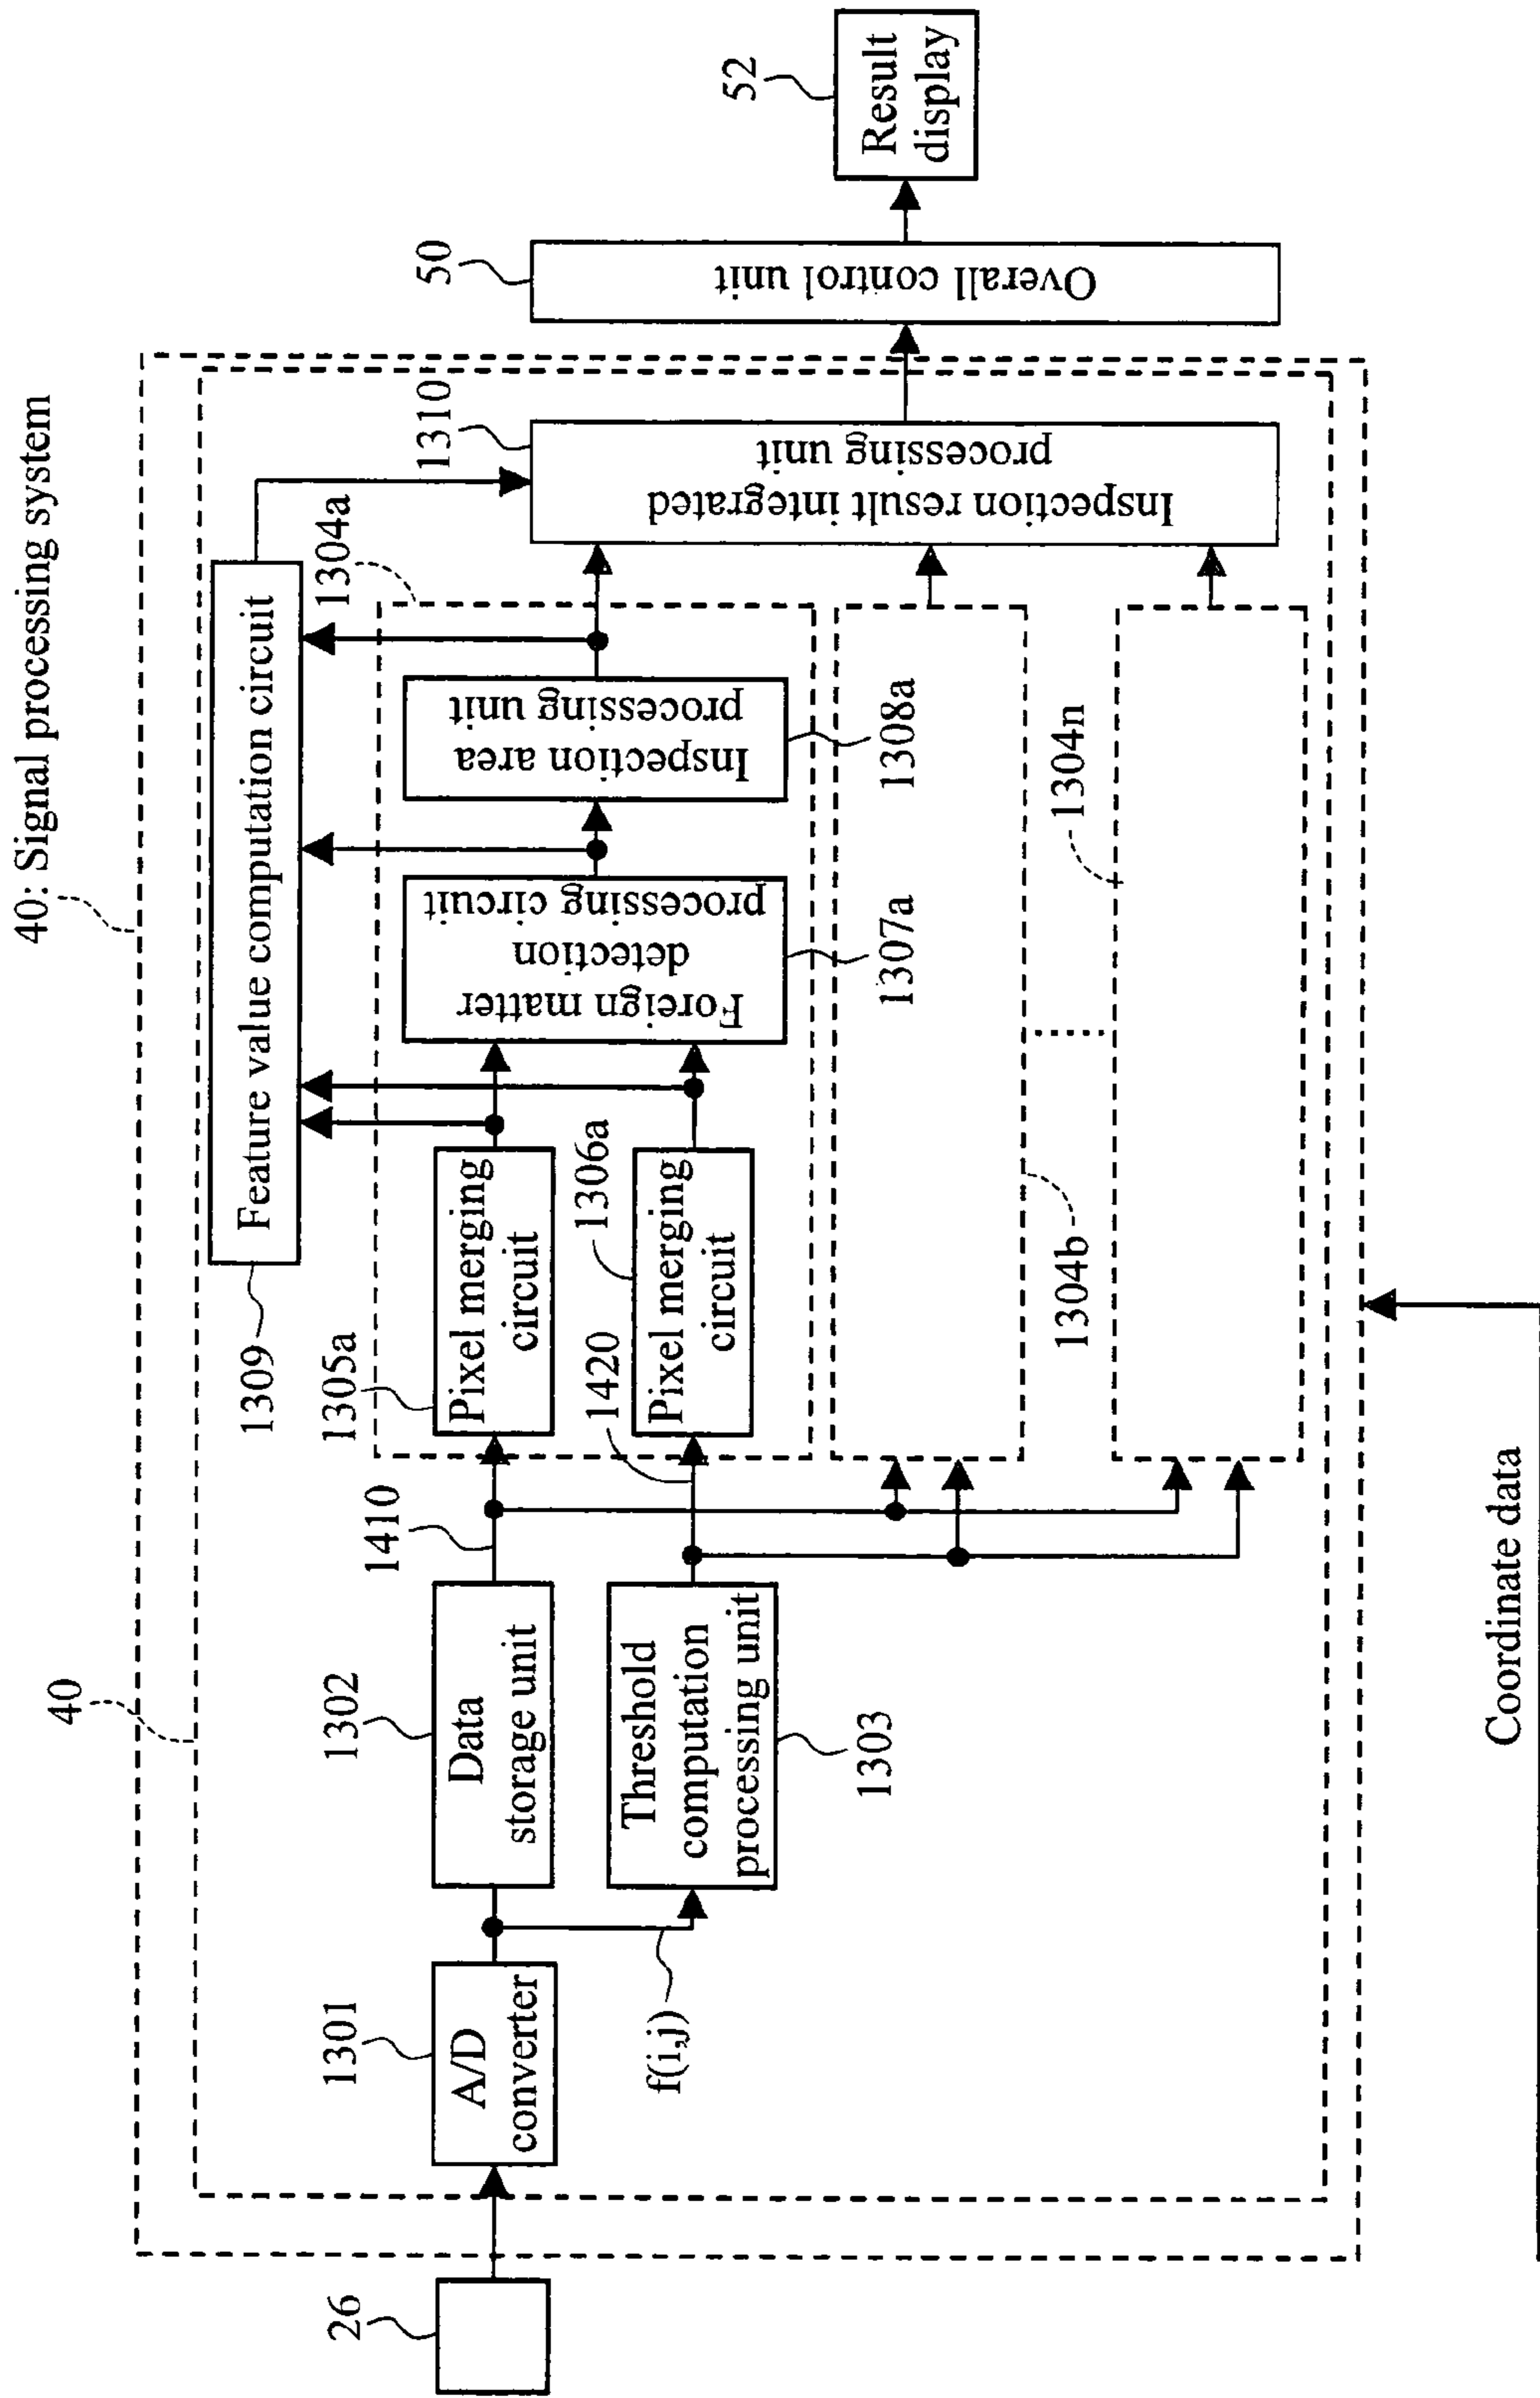 40: Signal processing system
40
Feature value computation circuit
1309
1304a
26
1301
A/D
converter
f(i,j)
1302
Data
storage unit
Threshold
computation
processing unit
1303
1410
1420
1305a
Pixel merging
circuit
1306a
Pixel merging
circuit
Foreign matter
detection
processing circuit
1307a
Inspection area
processing unit
1308a
1304b
1304n
1310
Inspection result integrated
processing unit
50
Overall control unit
52
Result
display
Coordinate data